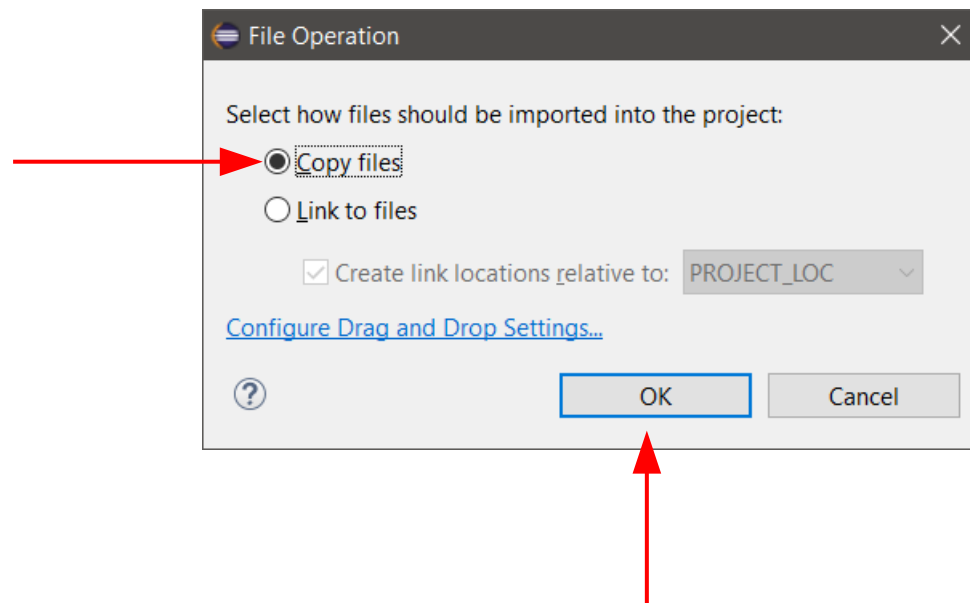 File Operation
Select how files should be imported into the project:
Copy files
Link to files
Create link locations relative to: PROJECT_LOC
Configure Drag and Drop Settings...
? OK Cancel